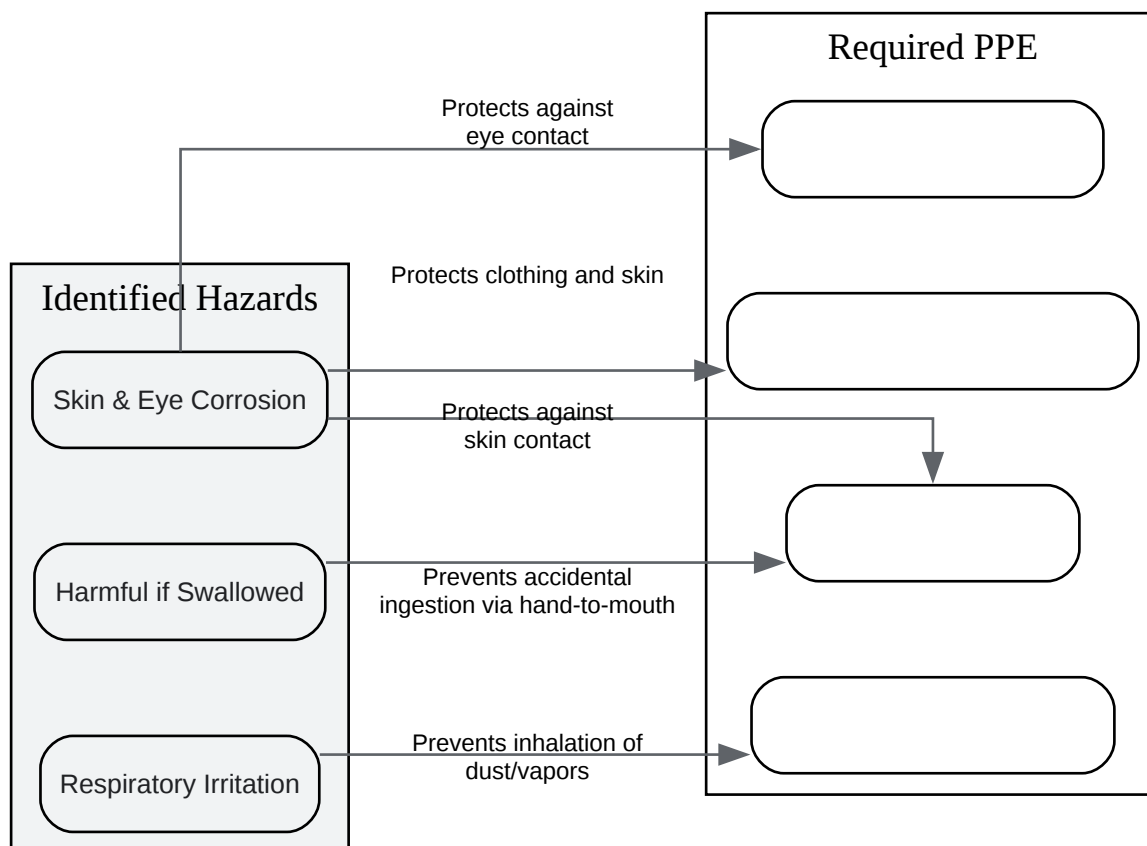 Required PPE
Protects against
eye contact
Protects clothing and skin
Identified Hazards
Skin & Eye Corrosion
Protects against
skin contact
Harmful if Swallowed
Prevents accidental
ingestion via hand-to-mouth
Prevents inhalation of
dust/vapors
Respiratory Irritation